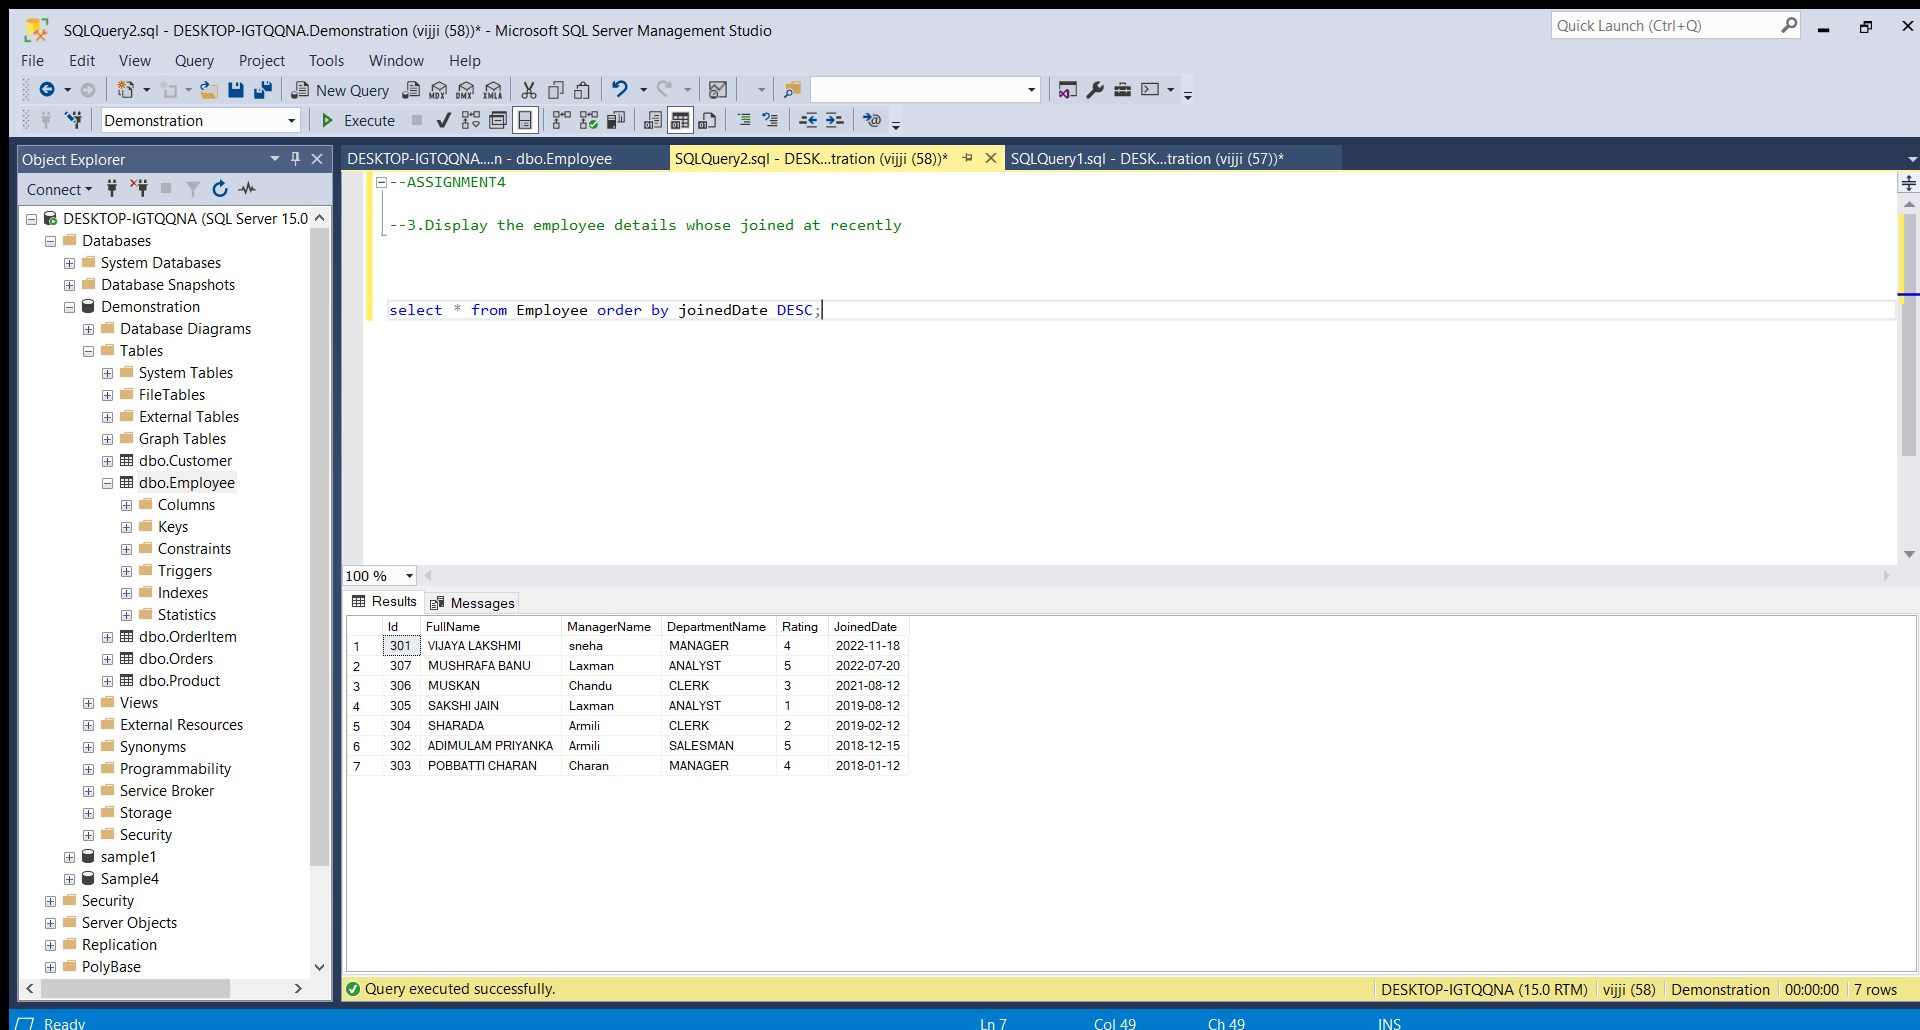 SQLQuery2.sql - DESKTOP-IGTQQNA.Demonstration (vijji (58))* - Microsoft SQL Server Management Studio
Quick Launch (Ctrl+Q)
File Edit View Query Project Tools Window Help
New Query MDX DMX XMLA
Demonstration Execute
Object Explorer
Connect
DESKTOP-IGTQQNA (SQL Server 15.0
Databases
System Databases
Database Snapshots
Demonstration
Database Diagrams
Tables
System Tables
FileTables
External Tables
Graph Tables
dbo.Customer
dbo.Employee
Columns
Keys
Constraints
Triggers
Indexes
Statistics
dbo.OrderItem
dbo.Orders
dbo.Product
Views
External Resources
Synonyms
Programmability
Service Broker
Storage
Security
sample1
Sample4
Security
Server Objects
Replication
PolyBase
DESKTOP-IGTQQNA....n - dbo.Employee
SQLQuery2.sql - DESK...tration (vijji (58))*
SQLQuery1.sql - DESK...tration (vijji (57))*
--ASSIGNMENT4
--3.Display the employee details whose joined at recently
select * from Employee order by joinedDate DESC;
100 %
Results Messages
Id FullName ManagerName DepartmentName Rating JoinedDate
1 301 VIJAYA LAKSHMI sneha MANAGER 4 2022-11-18
2 307 MUSHRAFA BANU Laxman ANALYST 5 2022-07-20
3 306 MUSKAN Chandu CLERK 3 2021-08-12
4 305 SAKSHI JAIN Laxman ANALYST 1 2019-08-12
5 304 SHARADA Armili CLERK 2 2019-02-12
6 302 ADIMULAM PRIYANKA Armili SALESMAN 5 2018-12-15
7 303 POBBATTI CHARAN Charan MANAGER 4 2018-01-12
Query executed successfully.
DESKTOP-IGTQQNA (15.0 RTM) vijji (58) Demonstration 00:00:00 7 rows
Ready Ln 7 Col 49 Ch 49 INS